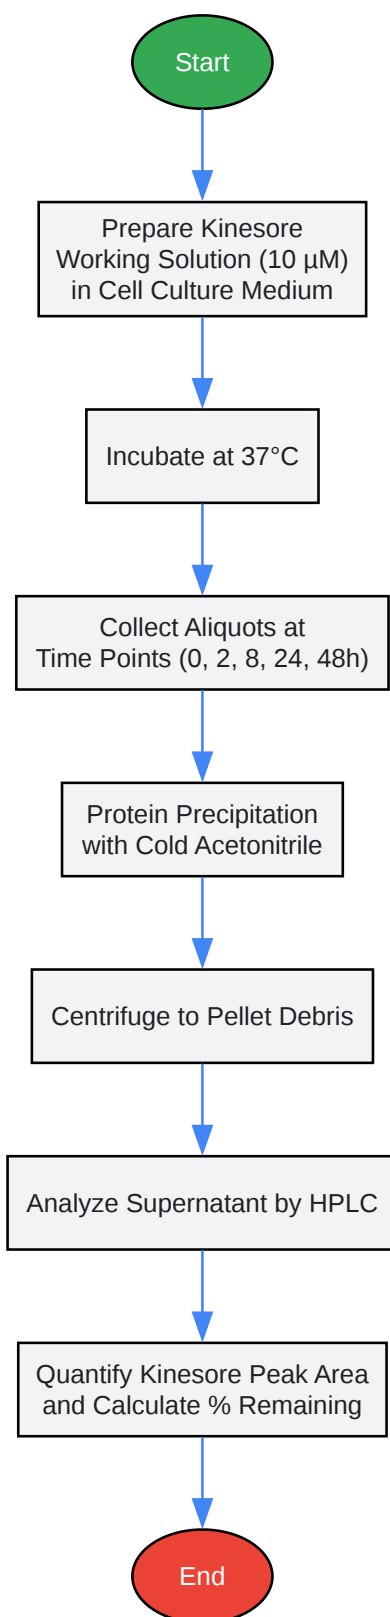 Start
Prepare Kinesore
Working Solution (10 µM)
in Cell Culture Medium
Incubate at 37°C
Collect Aliquots at
Time Points (0, 2, 8, 24, 48h)
Protein Precipitation
with Cold Acetonitrile
Centrifuge to Pellet Debris
Analyze Supernatant by HPLC
Quantify Kinesore Peak Area
and Calculate % Remaining
End